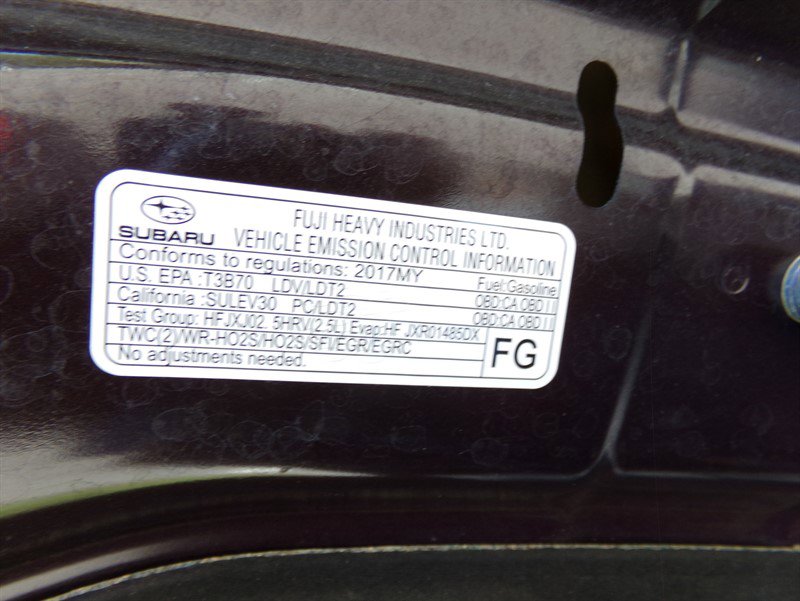 SUBARU
FUJI HEAVY INDUSTRIES LTD.
VEHICLE EMISSION CONTROL INFORMATION
Conforms to regulations: 2017MY Fuel:Gasoline
U.S. EPA :T3B70 LDV/LDT2 OBD:CA OBD II
California :SULEV30 PC/LDT2 OBD:CA OBD II
Test Group: HFJXJ02. 5HRV(2.5L) Evap:HFJXR01485DX
TWC(2)/WR-HO2S/HO2S/SFI/EGR/EGRC
No adjustments needed.
FG